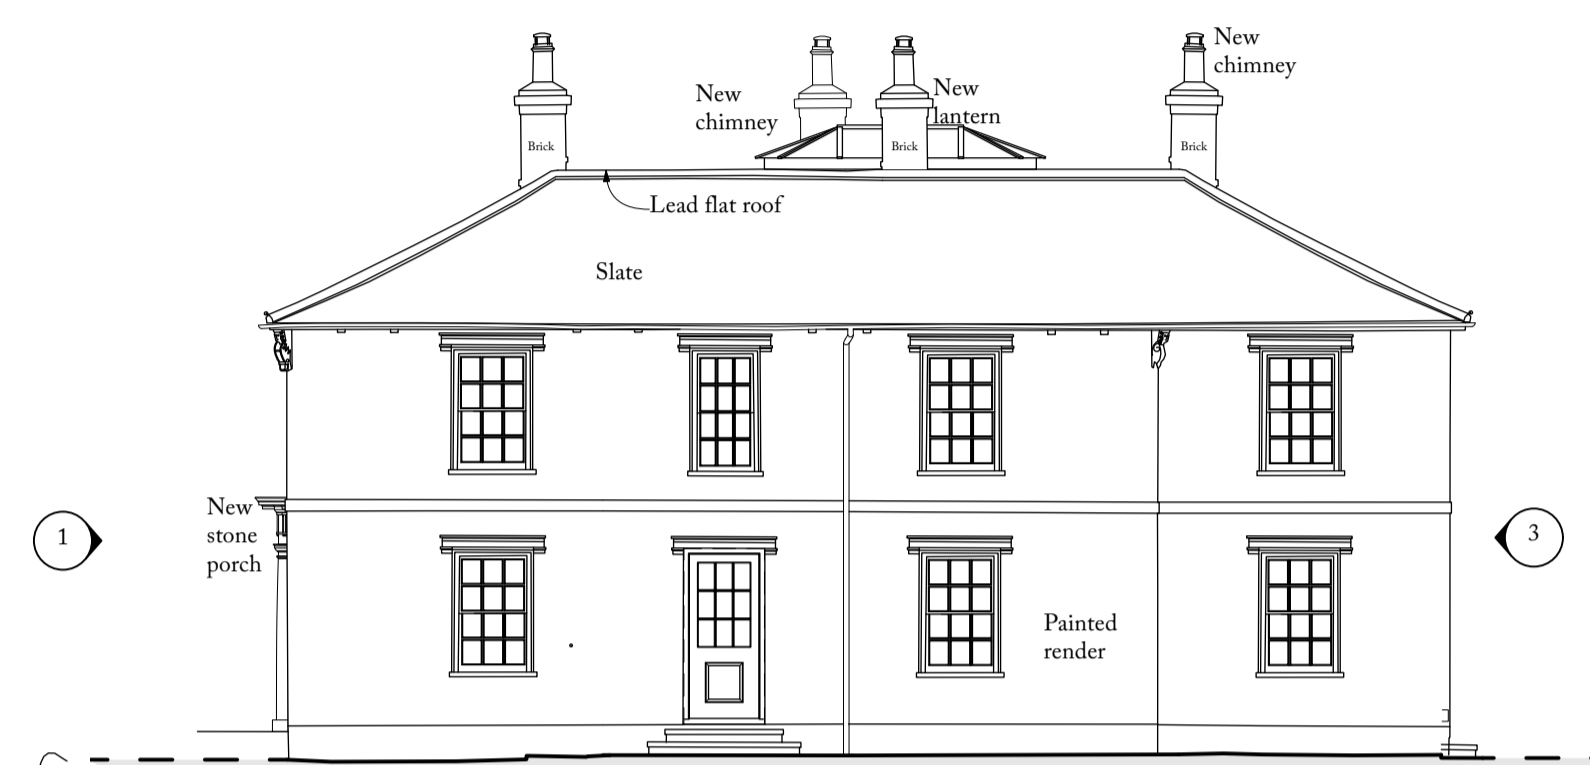 New
chimney
New
chimney
New
lantern
Brick
Brick
Brick
Lead flat roof
Slate
New
stone
porch
1
3
Painted
render